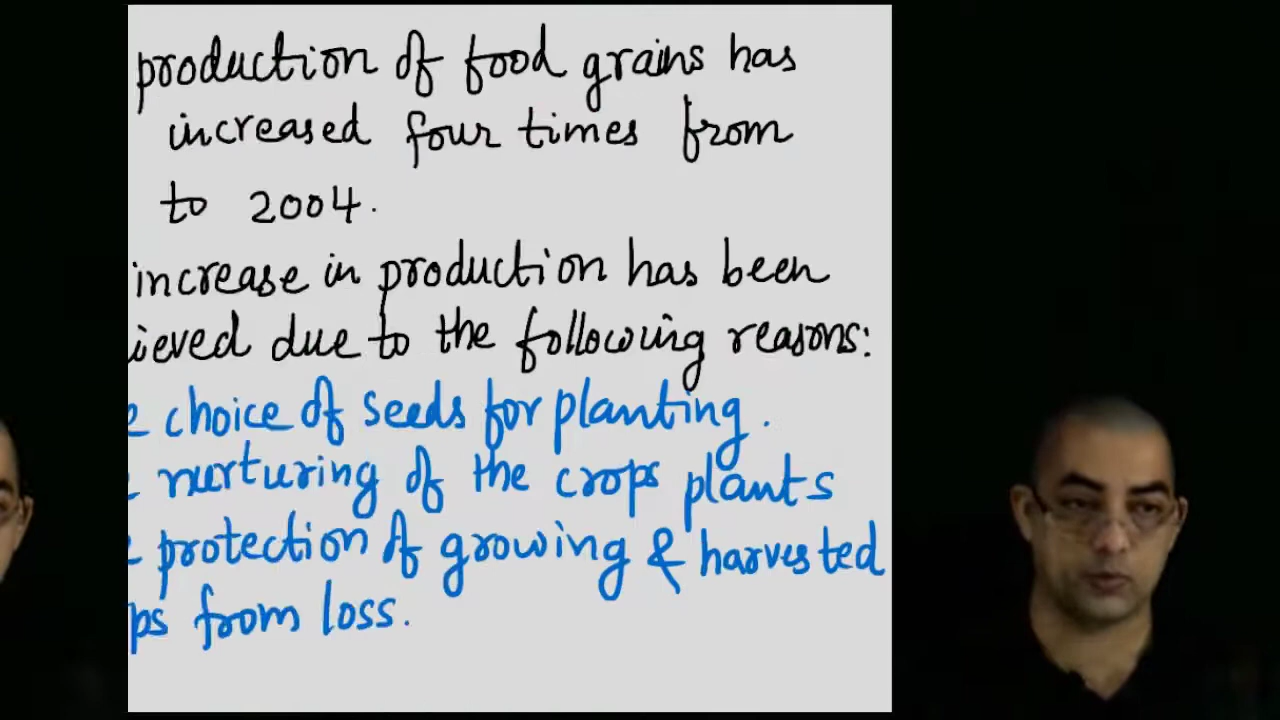 production of food grains has
increased four times from
to 2004.
increase in production has been
ieved due to the following reasons:
e choice of seeds for planting.
e nurturing of the crops plants
e protection of growing & harvested
ps from loss.